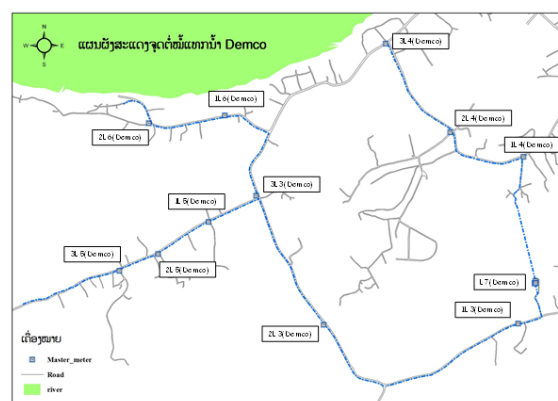 N
W E
S
ແຜນຜັງສະແດງຈຸດຕໍ່ໝໍ້ແທກນ້ຳ Demco
3L4(Demco)
1L6(Demco)
2L6(Demco)
2L4(Demco)
1L4(Demco)
3L3(Demco)
1L5(Demco)
3L5(Demco)
2L5(Demco)
L7(Demco)
1L3(Demco)
2L3(Demco)
ເຄື່ອງໝາຍ
Master_meter
Road
river